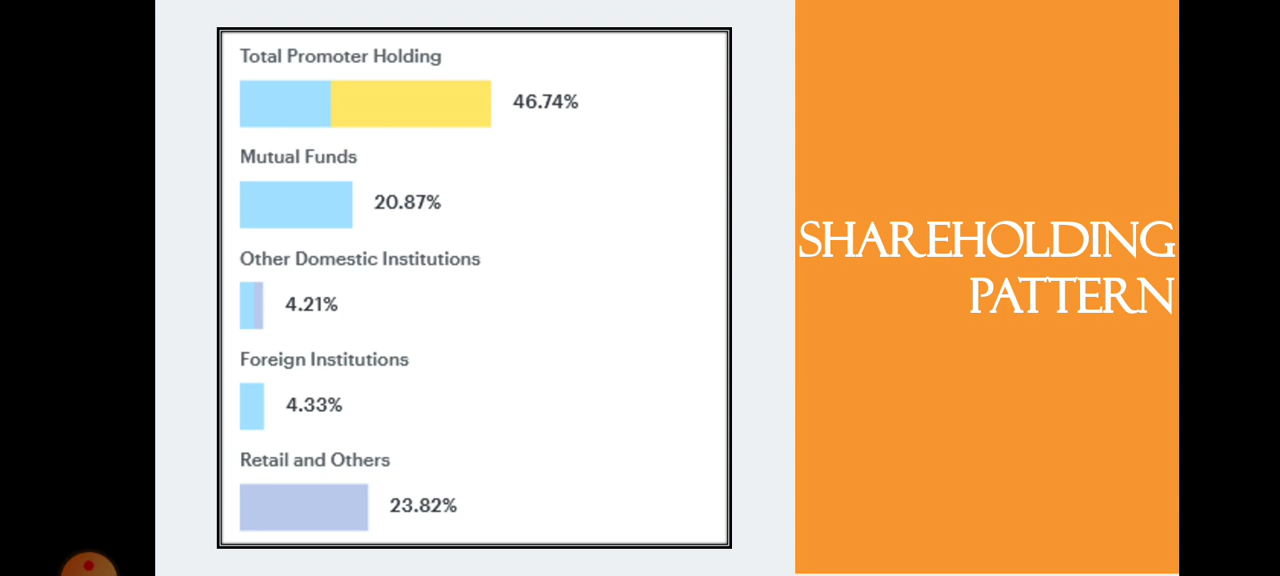 Total Promoter Holding
46.74%
Mutual Funds
20.87%
Other Domestic Institutions
4.21%
Foreign Institutions
4.33%
Retail and Others
23.82%
SHAREHOLDING
PATTERN